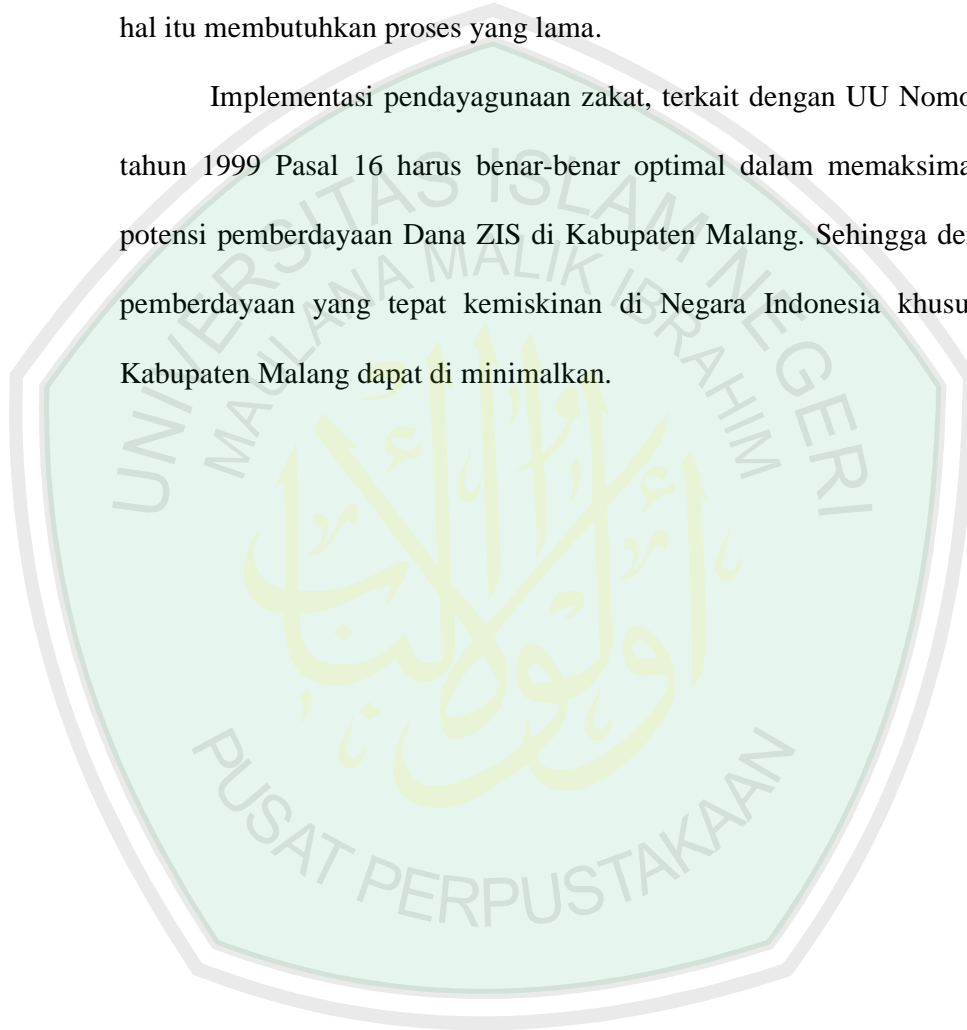 hal itu membutuhkan proses yang lama.
Implementasi pendayagunaan zakat, terkait dengan UU Nomo
tahun 1999 Pasal 16 harus benar-benar optimal dalam memaksima
potensi pemberdayaan Dana ZIS di Kabupaten Malang. Sehingga de
pemberdayaan yang tepat kemiskinan di Negara Indonesia khusu
Kabupaten Malang dapat di minimalkan.
UNIVERSITAS ISLAM NEGERI
MAULANA MALIK IBRAHIM
أولوا الألباب
PUSAT PERPUSTAKAAN